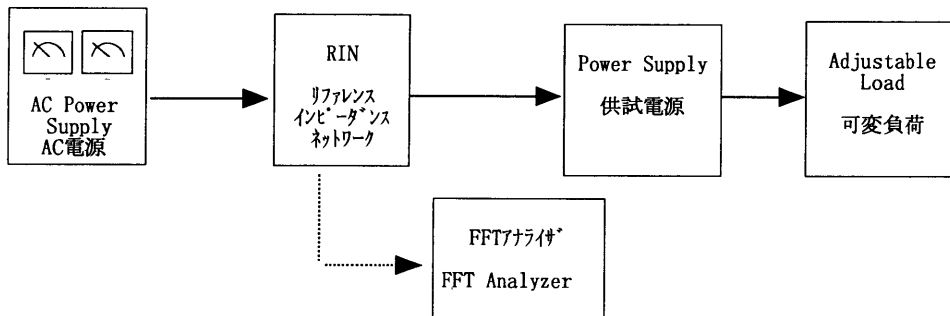 AC Power
Supply
AC電源
RIN
リファレンス
インピーダンス
ネットワーク
Power Supply
供試電源
Adjustable
Load
可変負荷
FFTアナライザ
FFT Analyzer